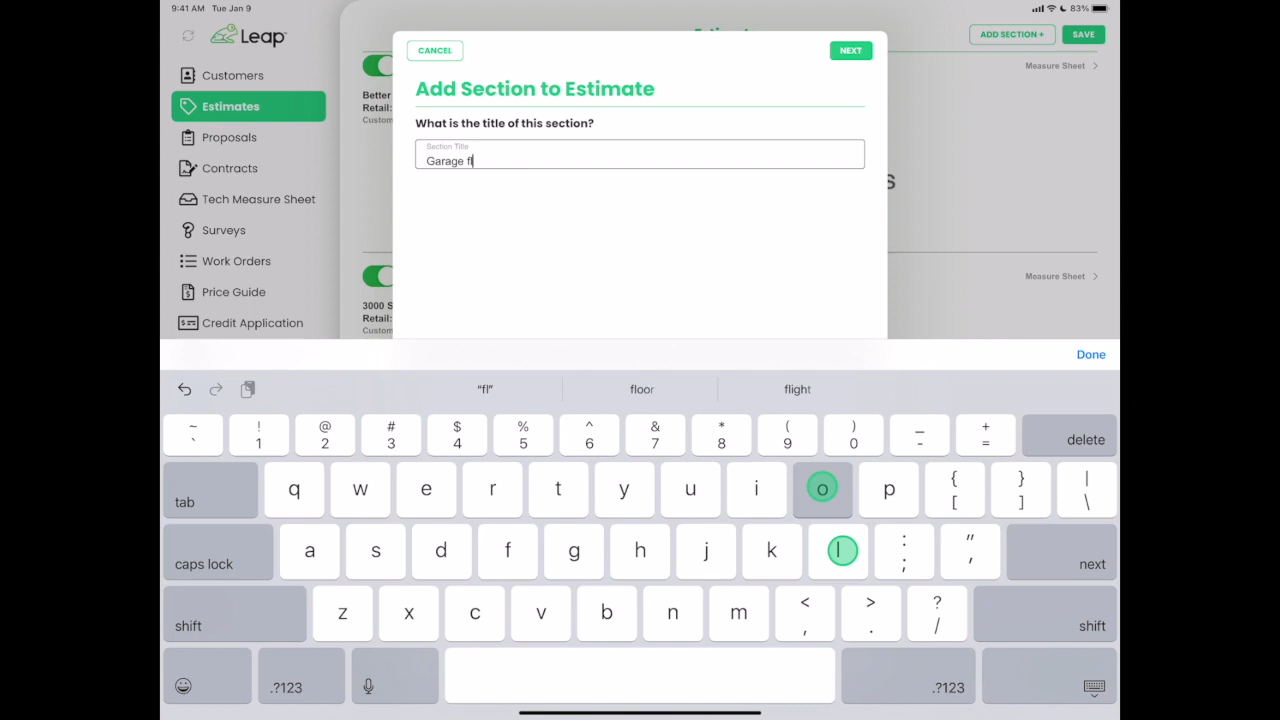 9:41 AM Tue Jan 9
83%
Leap
ADD SECTION +
SAVE
CANCEL
NEXT
Measure Sheet
Customers
Add Section to Estimate
Better
Retail:
Estimates
Custom
What is the title of this section?
Proposals
Section Title
Garage fl
Contracts
Tech Measure Sheet
s
Surveys
Work Orders
Measure Sheet
Price Guide
3000 S
Retail:
Credit Application
Custom
Done
"fl" floor flight
~ ! @ # $ % ^ & * ( ) _ +
` 1 2 3 4 5 6 7 8 9 0 - = delete
tab q w e r t y u i o p { [ } ] | \
caps lock a s d f g h j k l : ; " ' next
shift z x c v b n m < , > . ? / shift
.?123 .?123